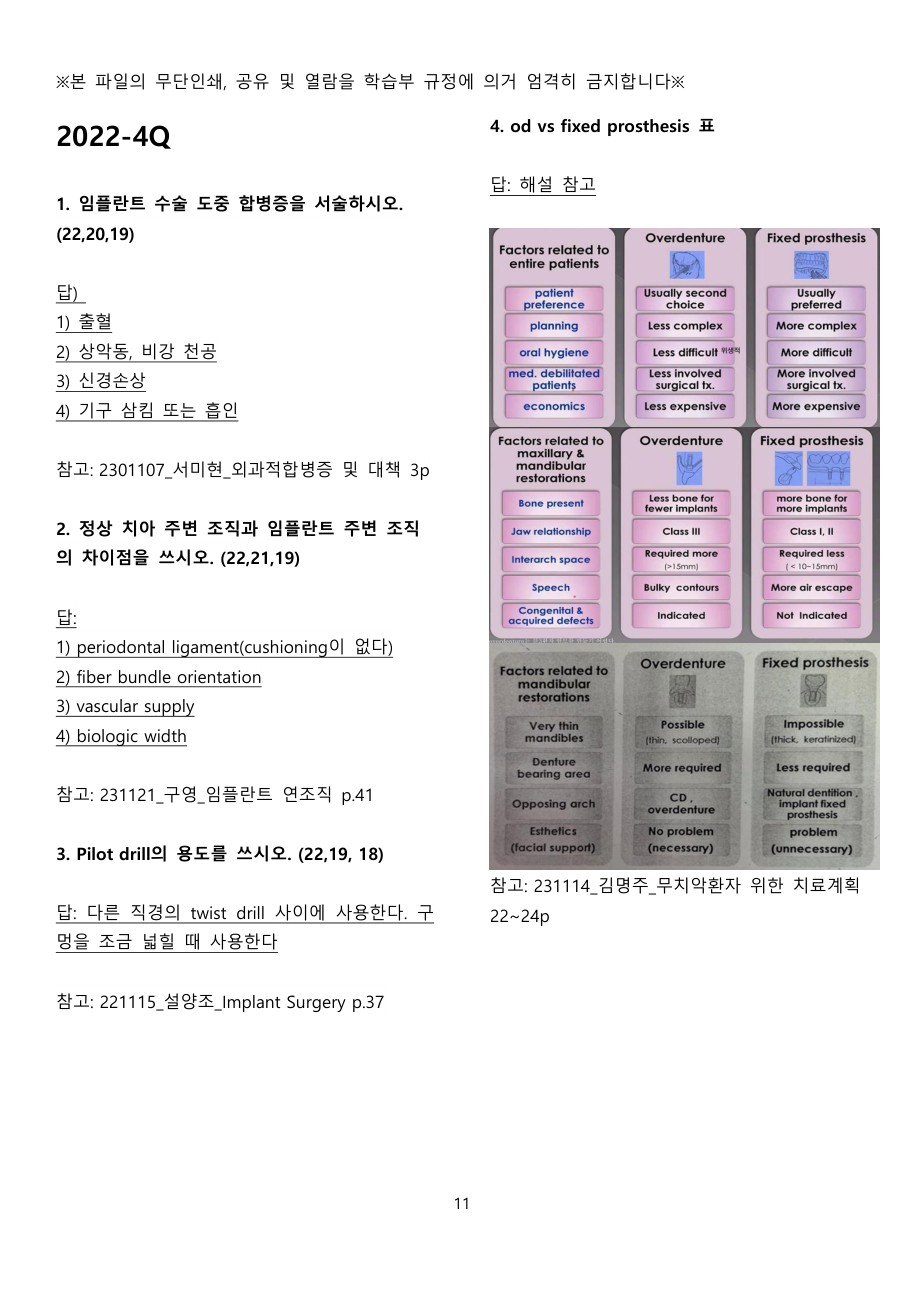 ※본 파일의 무단인쇄, 공유 및 열람을 학습부 규정에 의거 엄격히 금지합니다※
2022-4Q
1. 임플란트 수술 도중 합병증을 서술하시오.
(22,20,19)
답)
1) 출혈
2) 상악동, 비강 천공
3) 신경손상
4) 기구 삼킴 또는 흡인
참고: 2301107_서미현_외과적합병증 및 대책 3p
2. 정상 치아 주변 조직과 임플란트 주변 조직
의 차이점을 쓰시오. (22,21,19)
답:
1) periodontal ligament(cushioning이 없다)
2) fiber bundle orientation
3) vascular supply
4) biologic width
참고: 231121_구영_임플란트 연조직 p.41
3. Pilot drill의 용도를 쓰시오. (22,19, 18)
답: 다른 직경의 twist drill 사이에 사용한다. 구
멍을 조금 넓힐 때 사용한다
참고: 221115_설양조_Implant Surgery p.37
4. od vs fixed prosthesis 표
답: 해설 참고
Factors related to
entire patients
Overdenture
Fixed prosthesis
patient
preference
Usually second
choice
Usually
preferred
planning
Less complex
More complex
oral hygiene
Less difficult 위생적
More difficult
med. debilitated
patients
Less involved
surgical tx.
More involved
surgical tx.
economics
Less expensive
More expensive
Factors related to
maxillary &
mandibular
restorations
Overdenture
Fixed prosthesis
Bone present
Less bone for
fewer implants
more bone for
more implants
Jaw relationship
Class III
Class I, II
Interarch space
Required more
(>15mm)
Required less
( < 10~15mm)
Speech
Bulky contours
More air escape
Congenital &
acquired defects
Indicated
Not Indicated
Factors related to
mandibular
restorations
Overdenture
Fixed prosthesis
Very thin
mandibles
Possible
(thin, scolloped)
Impossible
(thick, keratinized)
Denture
bearing area
More required
Less required
Opposing arch
CD ,
overdenture
Natural dentition ,
implant fixed
prosthesis
Esthetics
(facial support)
No problem
(necessary)
problem
(unnecessary)
참고: 231114_김명주_무치악환자 위한 치료계획
22~24p
11